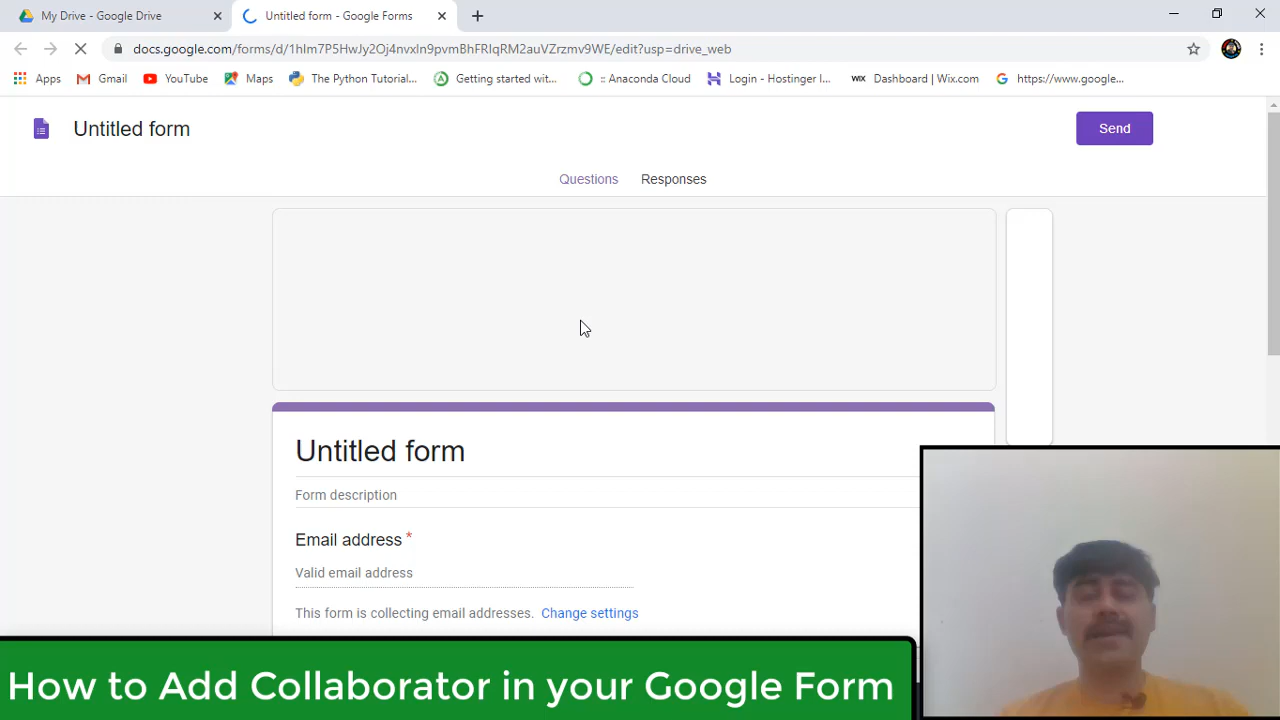 My Drive - Google Drive
Untitled form - Google Forms
docs.google.com/forms/d/1hlm7P5HwJy2Oj4nvxln9pvmBhFRlqRM2auVZrzmv9WE/edit?usp=drive_web
Apps Gmail YouTube Maps The Python Tutorial... Getting started wit... :: Anaconda Cloud Login - Hostinger I... WIX Dashboard | Wix.com https://www.google...
Untitled form
Send
Questions Responses
Untitled form
Form description
Email address *
Valid email address
This form is collecting email addresses. Change settings
How to Add Collaborator in your Google Form